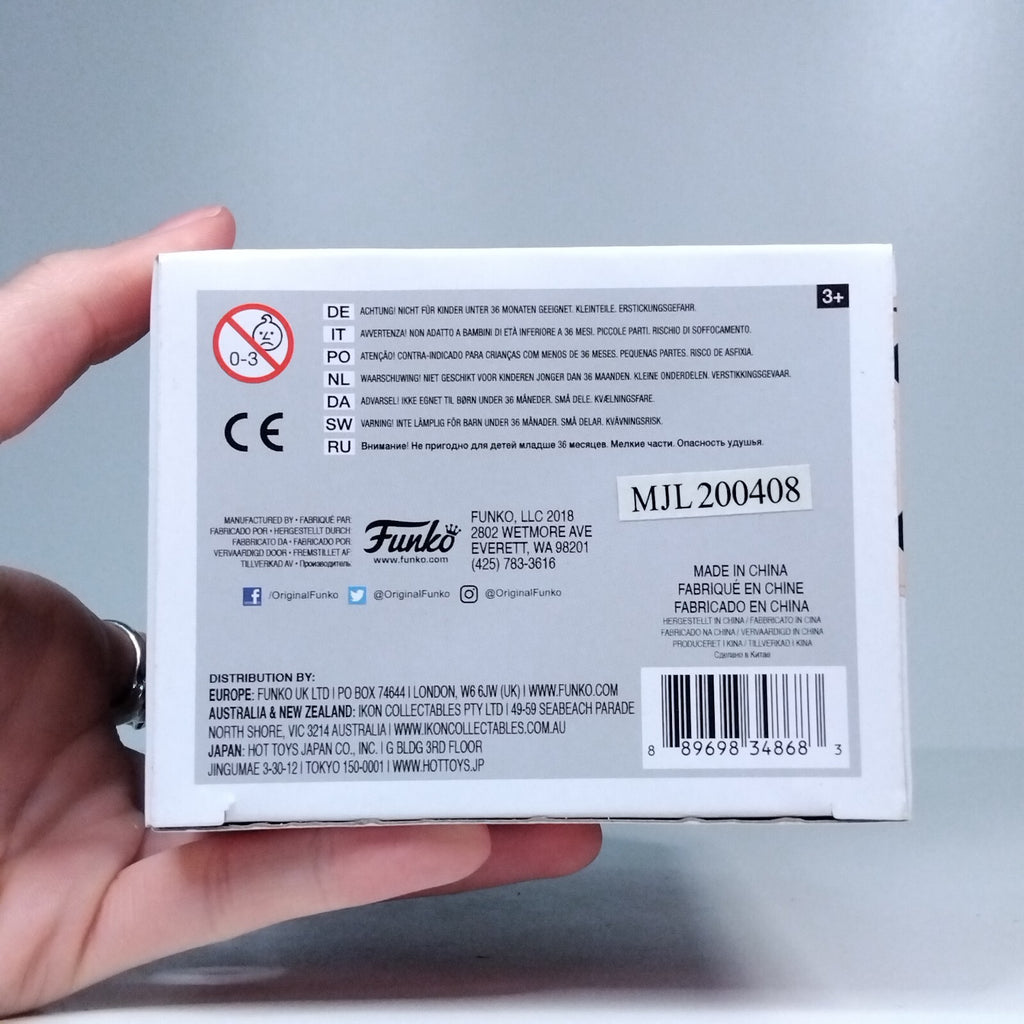 3+
0-3
DE ACHTUNG! NICHT FÜR KINDER UNTER 36 MONATEN GEEIGNET. KLEINTEILE. ERSTICKUNGSGEFAHR.
IT AVVERTENZA! NON ADATTO A BAMBINI DI ETÀ INFERIORE A 36 MESI. PICCOLE PARTI. RISCHIO DI SOFFOCAMENTO.
PO ATENÇÃO! CONTRA-INDICADO PARA CRIANÇAS COM MENOS DE 36 MESES. PEQUENAS PARTES. RISCO DE ASFIXIA.
NL WAARSCHUWING! NIET GESCHIKT VOOR KINDEREN JONGER DAN 36 MAANDEN. KLEINE ONDERDELEN. VERSTIKKINGSGEVAAR.
DA ADVARSEL! IKKE EGNET TIL BØRN UNDER 36 MÅNEDER. SMÅ DELE. KVÆLNINGSFARE.
SW VARNING! INTE LÄMPLIG FÖR BARN UNDER 36 MÅNADER. SMÅ DELAR. KVÄVNINGSRISK.
RU Внимание! Не пригодно для детей младше 36 месяцев. Мелкие части. Опасность удушья.
CE
MJL 200408
MANUFACTURED BY • FABRIQUÉ PAR
FABRICADO POR • HERGESTELLT DURCH:
FABBRICATO DA • FABRICADO POR:
VERVAARDIGD DOOR • FREMSTILLET AF:
TILLVERKAD AV • Производитель:
Funko
www.funko.com
FUNKO, LLC 2018
2802 WETMORE AVE
EVERETT, WA 98201
(425) 783-3616
/OriginalFunko @OriginalFunko @OriginalFunko
MADE IN CHINA
FABRIQUÉ EN CHINE
FABRICADO EN CHINA
HERGESTELLT IN CHINA / FABBRICATO IN CINA
FABRICADO NA CHINA / VERVAARDIGD IN CHINA
PRODUCERET I KINA / TILLVERKAD I KINA
Сделано в Китае
DISTRIBUTION BY:
EUROPE: FUNKO UK LTD | PO BOX 74644 | LONDON, W6 6JW (UK) | WWW.FUNKO.COM
AUSTRALIA & NEW ZEALAND: IKON COLLECTABLES PTY LTD | 49-59 SEABEACH PARADE
NORTH SHORE, VIC 3214 AUSTRALIA | WWW.IKONCOLLECTABLES.COM.AU
JAPAN: HOT TOYS JAPAN CO., INC. | G BLDG 3RD FLOOR
JINGUMAE 3-30-12 | TOKYO 150-0001 | WWW.HOTTOYS.JP
8 89698 34868 3